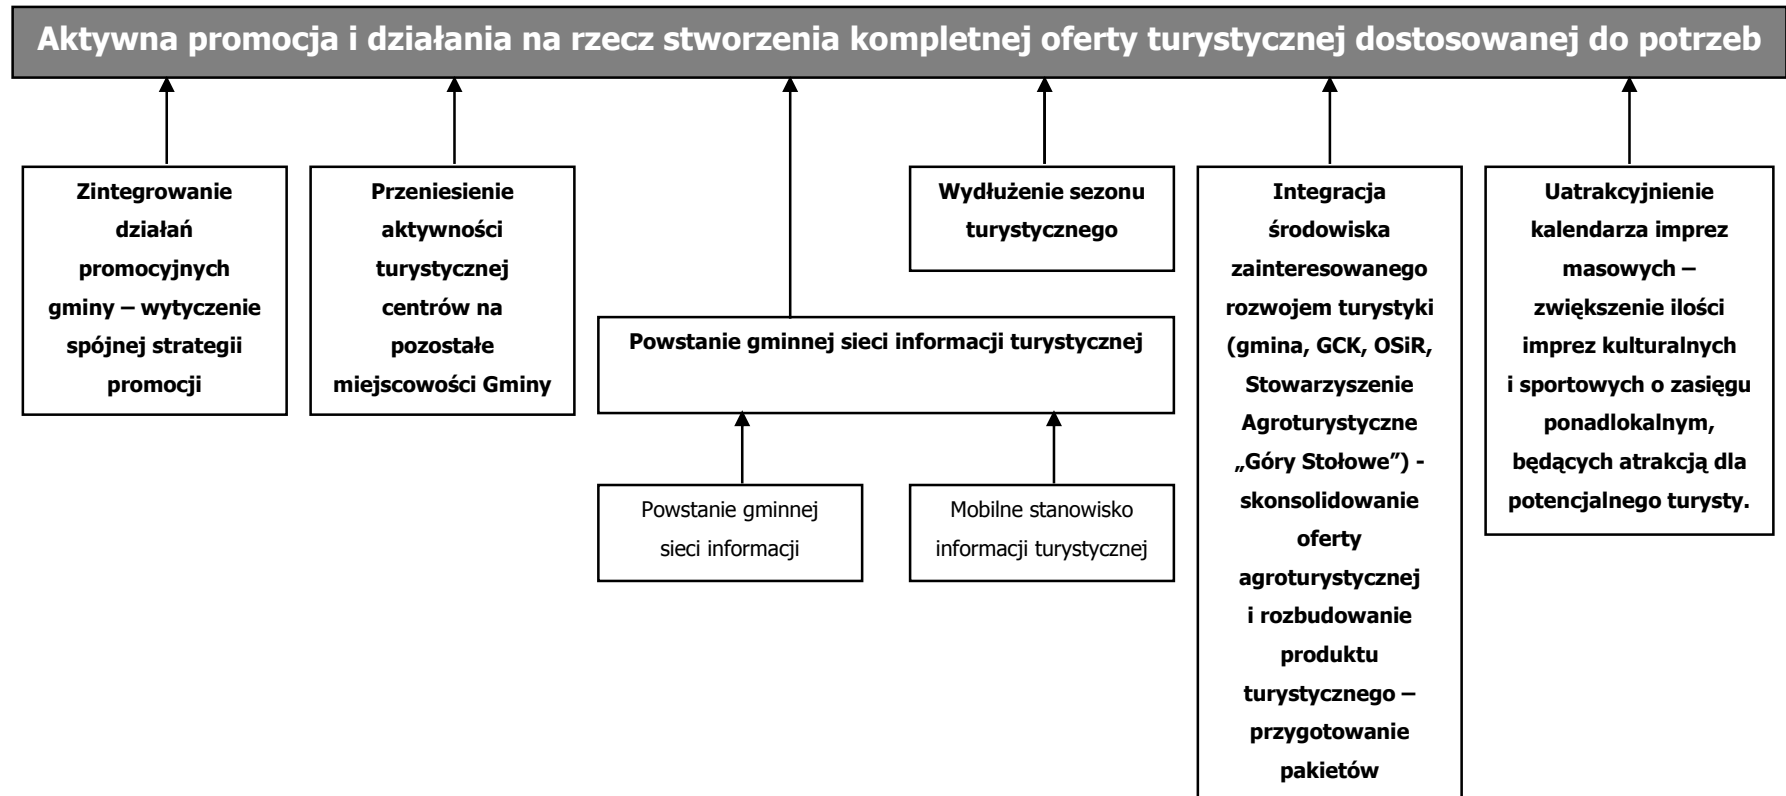 Aktywna promocja i działania na rzecz stworzenia kompletnej oferty turystycznej dostosowanej do potrzeb
Zintegrowanie
działań
promocyjnych
gminy – wytyczenie
spójnej strategii
promocji
Przeniesienie
aktywności
turystycznej
centrów na
pozostałe
miejscowości Gminy
Powstanie gminnej sieci informacji turystycznej
Powstanie gminnej
sieci informacji
Mobilne stanowisko
informacji turystycznej
Wydłużenie sezonu
turystycznego
Integracja
środowiska
zainteresowanego
rozwojem turystyki
(gmina, GCK, OSiR,
Stowarzyszenie
Agroturystyczne
„Góry Stołowe”) -
skonsolidowanie
oferty
agroturystycznej
i rozbudowanie
produktu
turystycznego –
przygotowanie
pakietów
Uatrakcyjnienie
kalendarza imprez
masowych –
zwiększenie ilości
imprez kulturalnych
i sportowych o zasięgu
ponadlokalnym,
będących atrakcją dla
potencjalnego turysty.